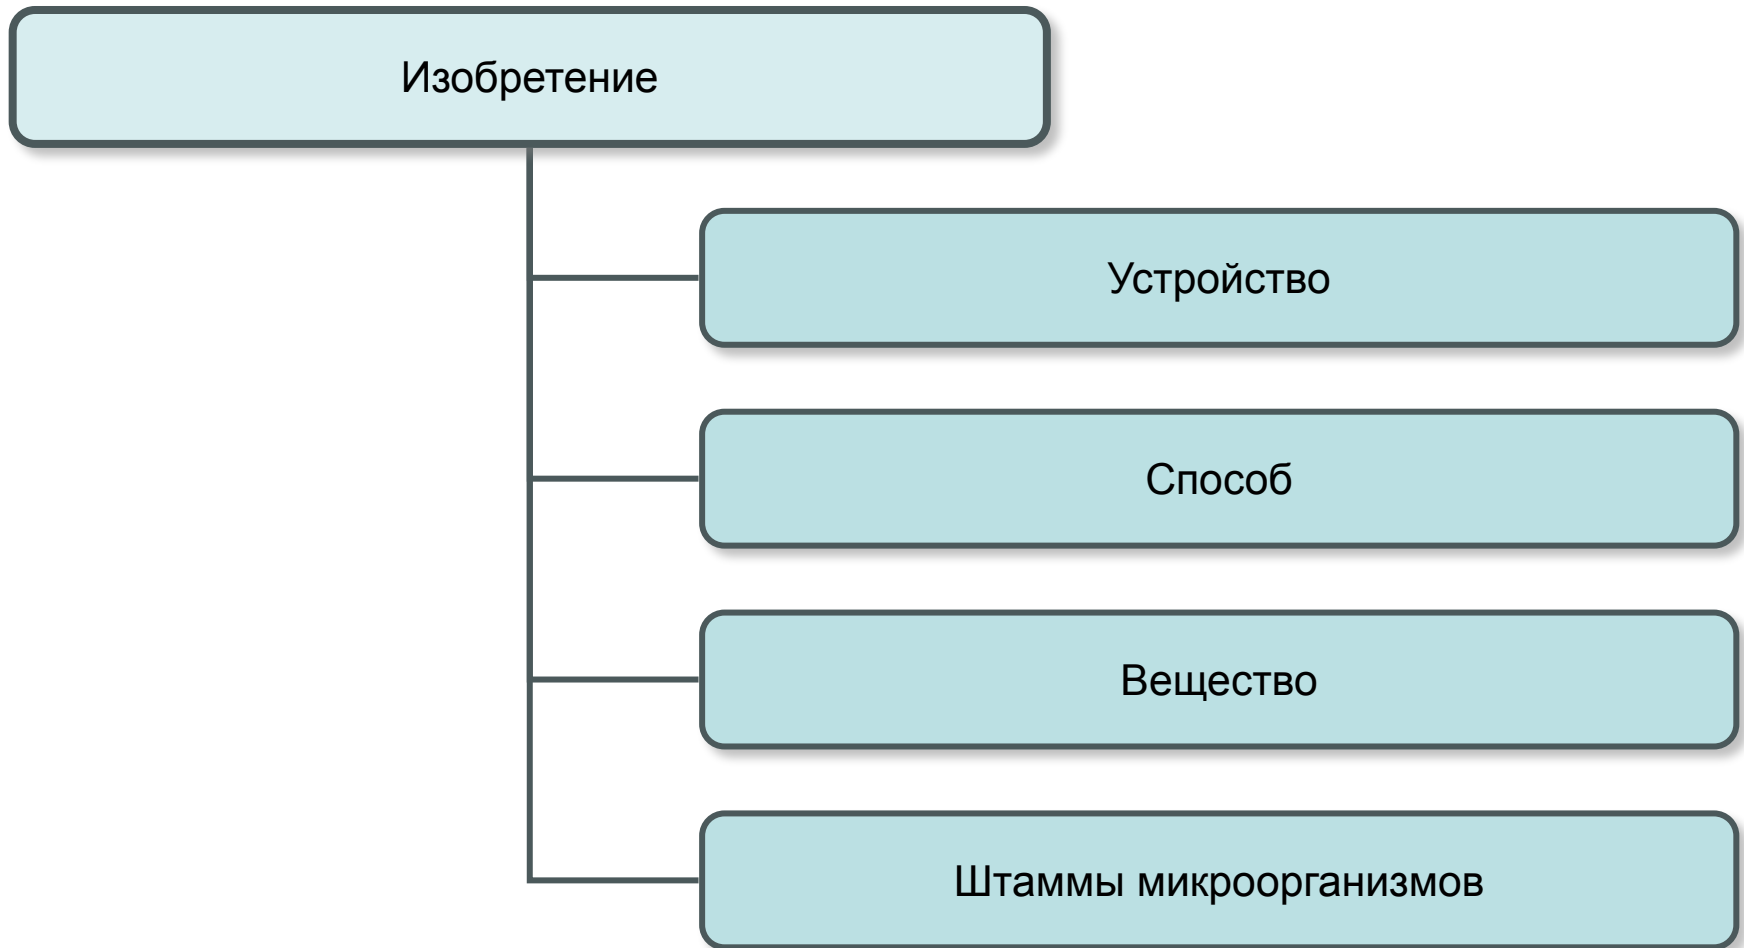 Изобретение
Устройство
Способ
Вещество
Штаммы микроорганизмов